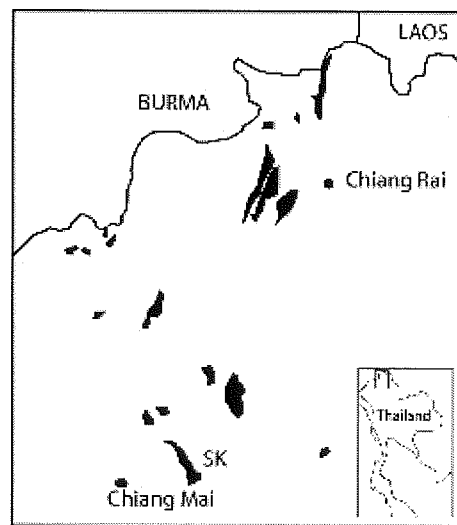 LAOS
BURMA
Chiang Rai
Thailand
SK
Chiang Mai